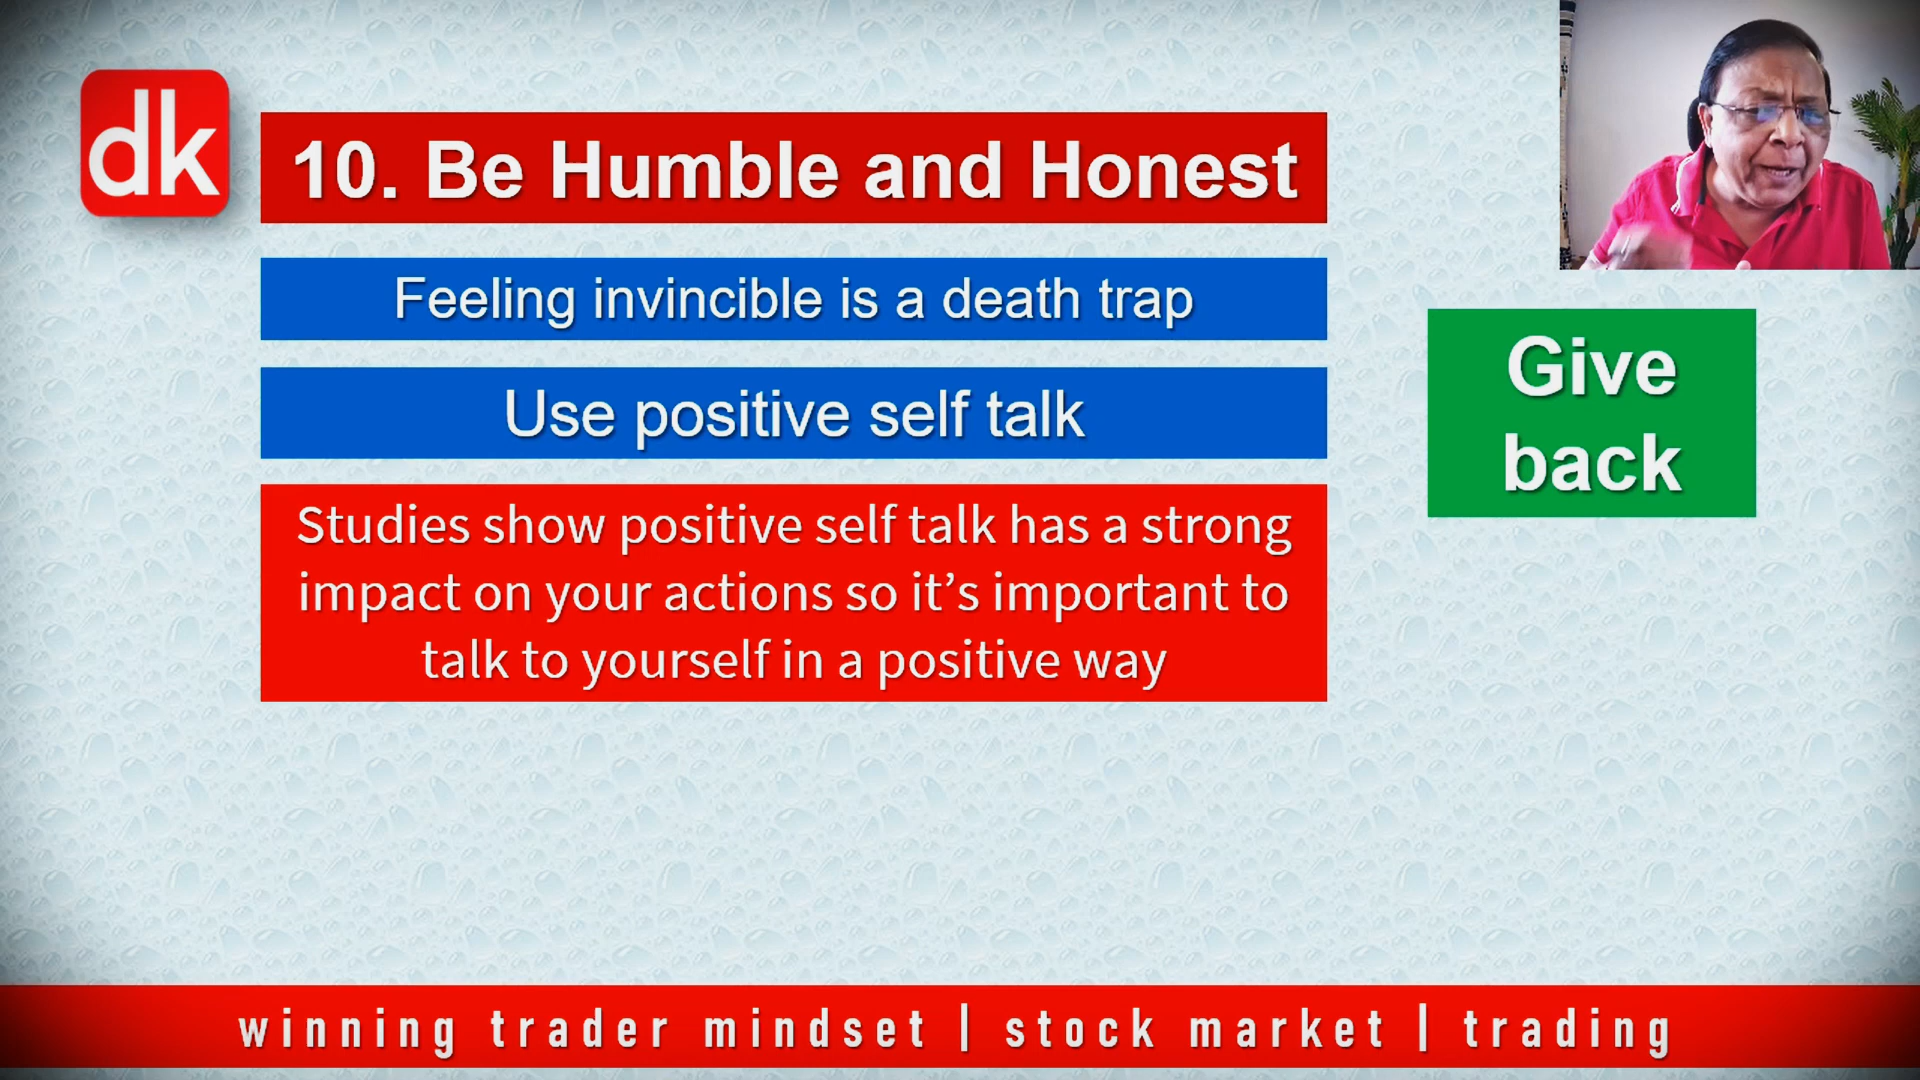 dk
10. Be Humble and Honest
Feeling invincible is a death trap
Use positive self talk
Studies show positive self talk has a strong
impact on your actions so it’s important to
talk to yourself in a positive way
Give
back
winning trader mindset | stock market | trading